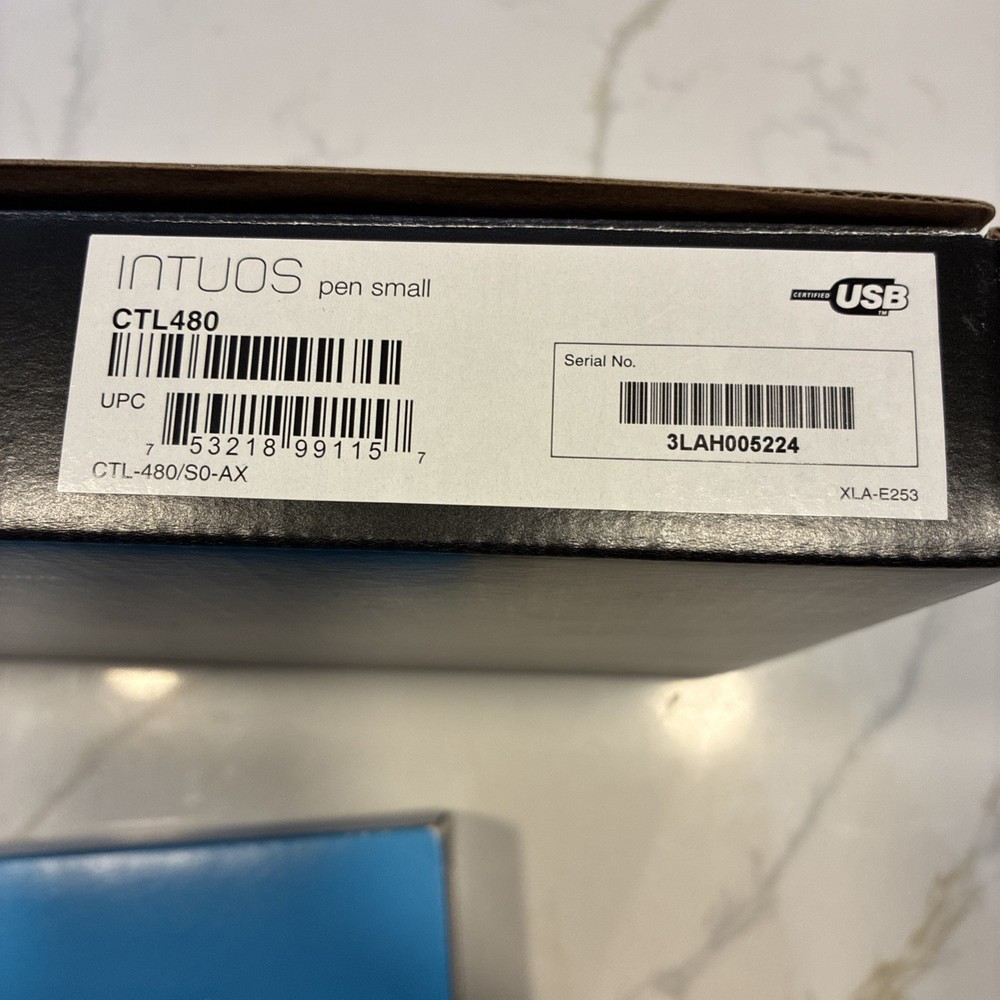 INTUOS pen small
CTL480
UPC
7 53218 99115 7
CTL-480/S0-AX
CERTIFIED USB TM
Serial No.
3LAH005224
XLA-E253